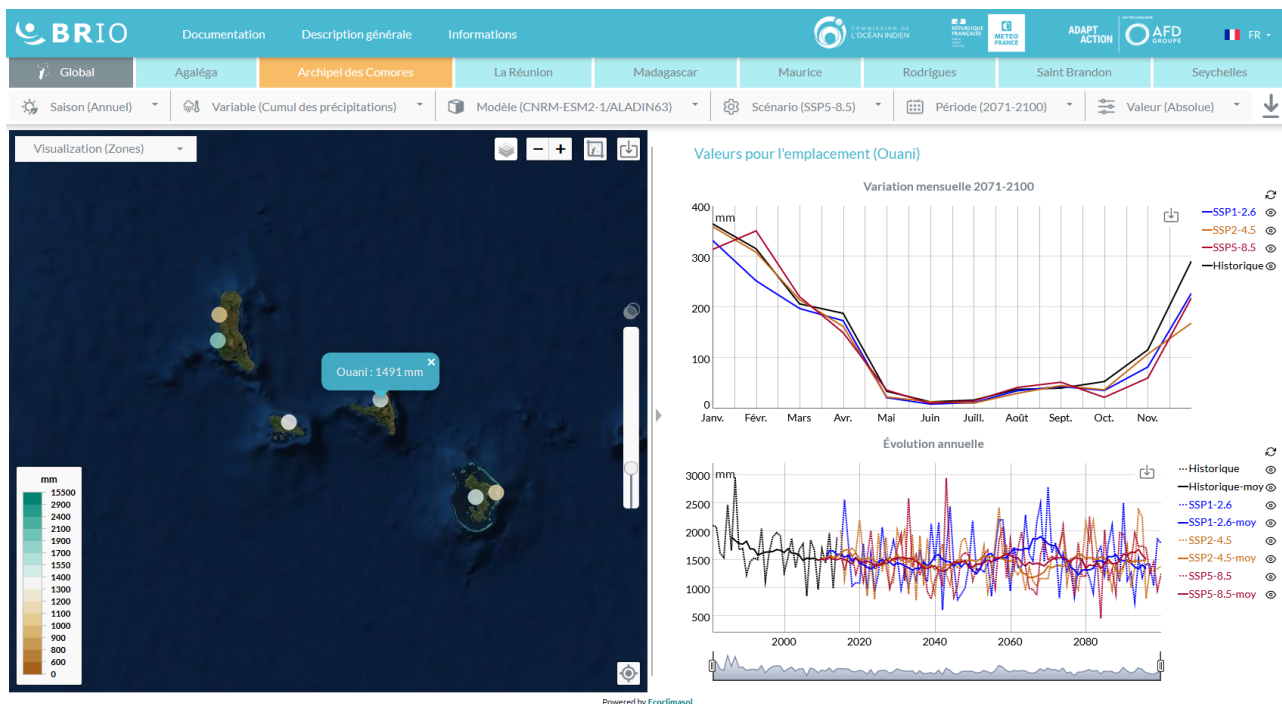 BRIO
Documentation
Description générale
Informations
COMMISSION DE
L'OCÉAN INDIEN
RÉPUBLIQUE
FRANÇAISE
METEO
FRANCE
ADAPT
ACTION
UN PROGRAMME
AFD
GROUPE
FR
Global
Agaléga
Archipel des Comores
La Réunion
Madagascar
Maurice
Rodrigues
Saint Brandon
Seychelles
Saison (Annuel)
Variable (Cumul des précipitations)
Modèle (CNRM-ESM2-1/ALADIN63)
Scénario (SSP5-8.5)
Période (2071-2100)
Valeur (Absolue)
Visualization (Zones)
Ouani : 1491 mm
×
mm
15500
2900
2400
2100
1900
1700
1550
1400
1300
1200
1100
1000
900
800
600
0
Valeurs pour l'emplacement (Ouani)
Variation mensuelle 2071-2100
mm
400
300
200
100
0
Janv.
Févr.
Mars
Avr.
Mai
Juin
Juill.
Août
Sept.
Oct.
Nov.
SSP1-2.6
SSP2-4.5
SSP5-8.5
Historique
Évolution annuelle
mm
3000
2500
2000
1500
1000
500
2000
2020
2040
2060
2080
Historique
Historique-moy
SSP1-2.6
SSP1-2.6-moy
SSP2-4.5
SSP2-4.5-moy
SSP5-8.5
SSP5-8.5-moy
Powered by Ecoclimasol